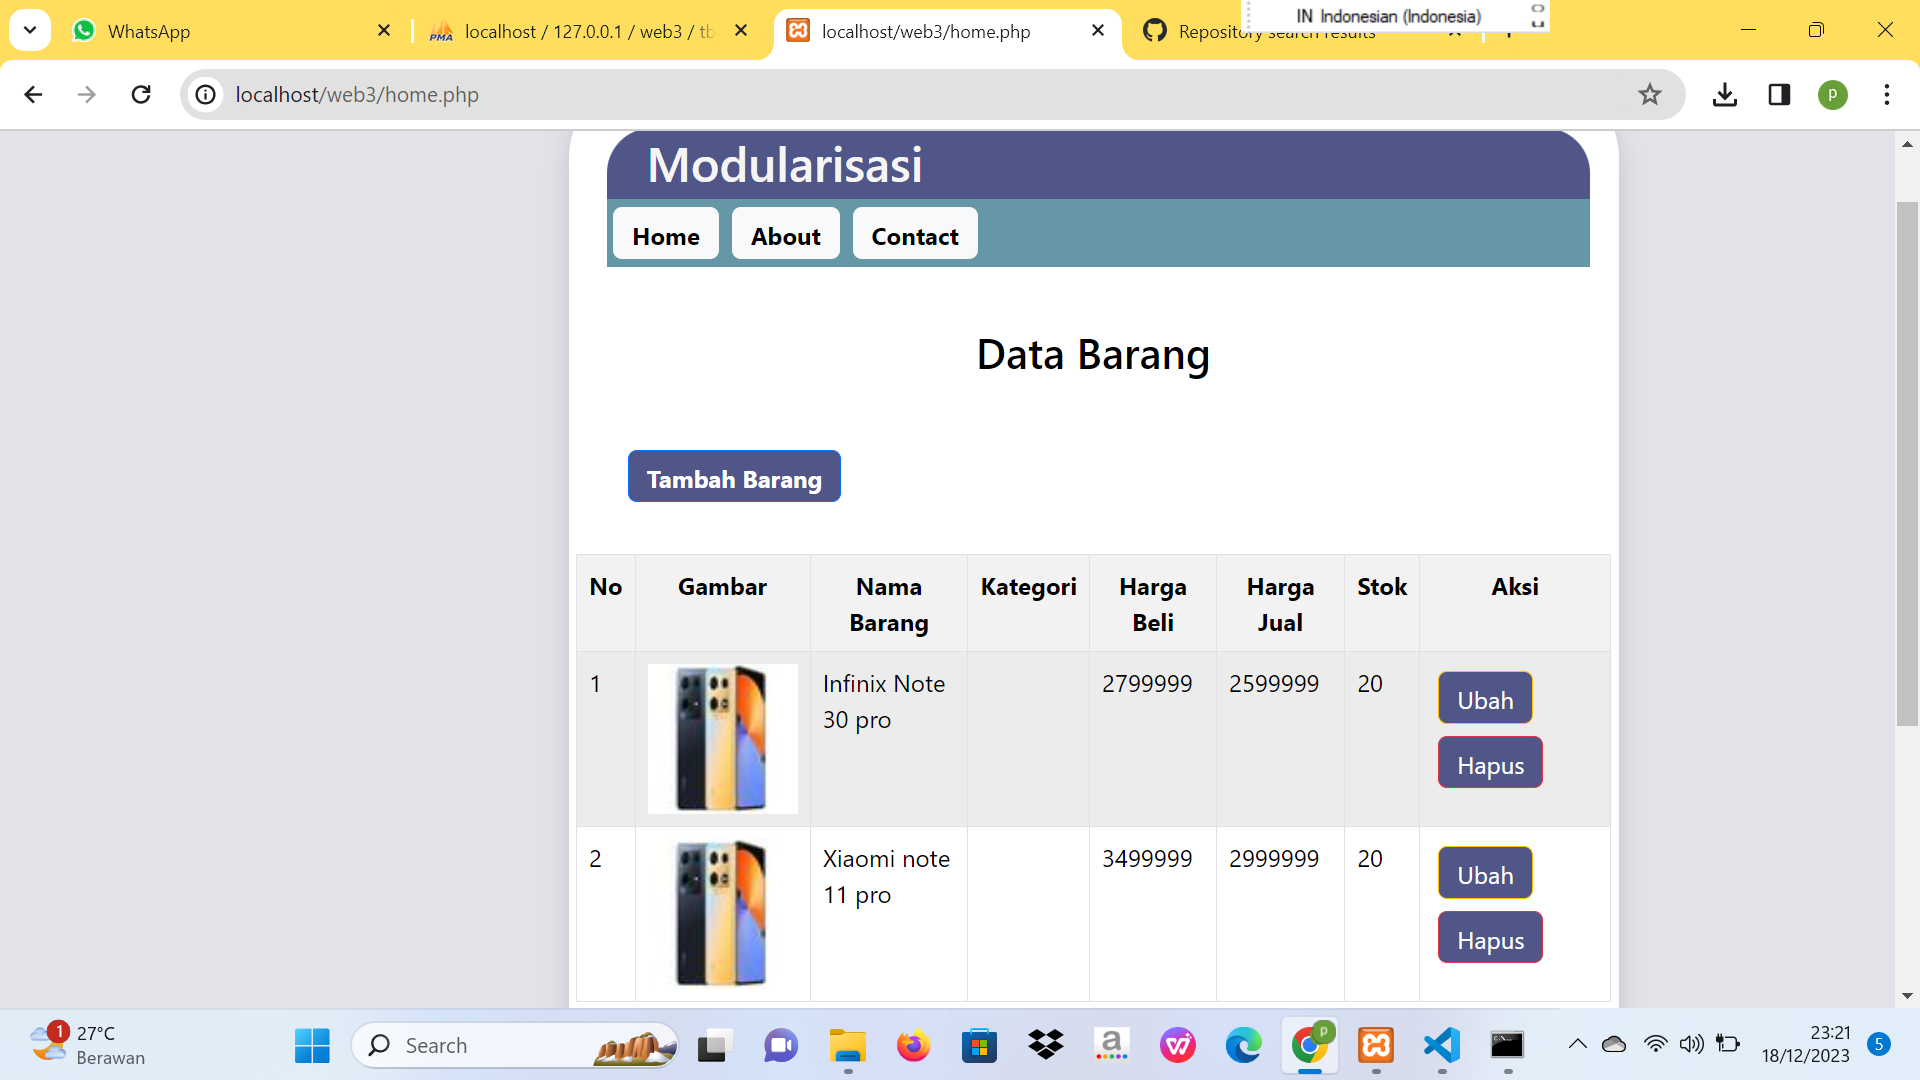 WhatsApp
PMA
localhost / 127.0.0.1 / web3 / tb
localhost/web3/home.php
Repository search results
IN Indonesian (Indonesia)
localhost/web3/home.php
p
Modularisasi
Home
About
Contact
Data Barang
Tambah Barang
No
Gambar
Nama
Barang
Kategori
Harga
Beli
Harga
Jual
Stok
Aksi
1
Infinix Note
30 pro
2799999
2599999
20
Ubah
Hapus
2
Xiaomi note
11 pro
3499999
2999999
20
Ubah
Hapus
1
27°C
Berawan
Search
a
p
23:21
18/12/2023
5